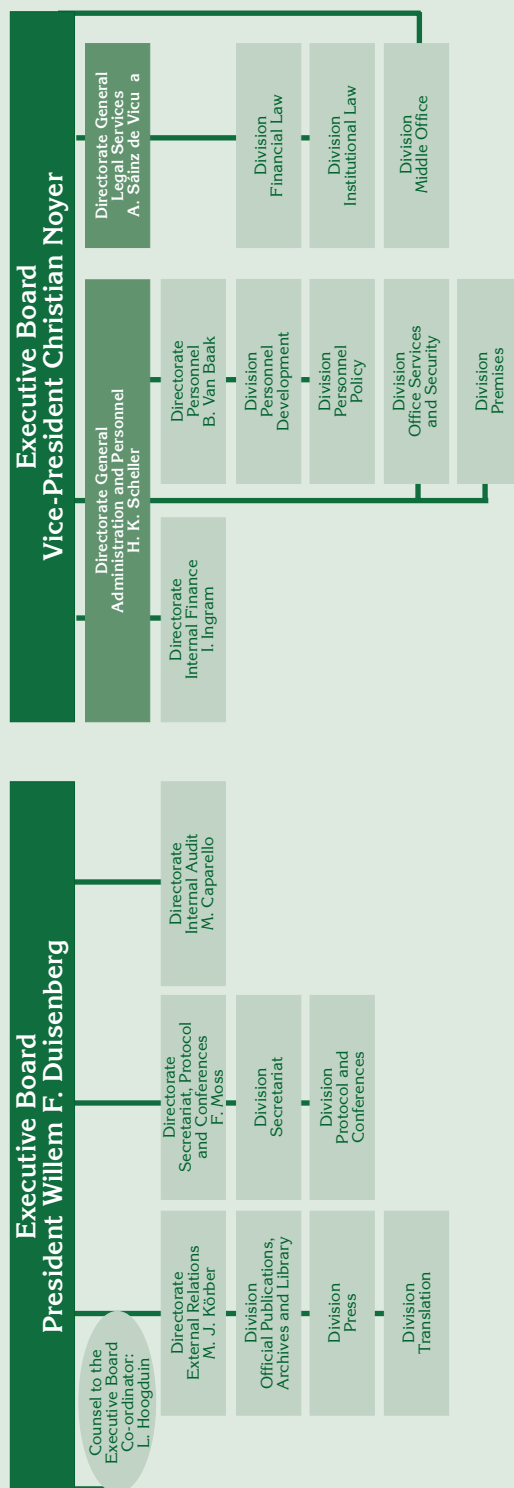 Executive Board
President Willem F. Duisenberg
Counsel to the
Executive Board
Co-ordinator:
L. Hoogduin
Directorate
External Relations
M. J. Körber
Division
Official Publications,
Archives and Library
Division
Press
Division
Translation
Directorate
Secretariat, Protocol
and Conferences
F. Moss
Division
Secretariat
Division
Protocol and
Conferences
Directorate
Internal Audit
M. Caparello
Executive Board
Vice-President Christian Noyer
Directorate General
Administration and Personnel
H. K. Scheller
Directorate
Internal Finance
I. Ingram
Directorate
Personnel
B. Van Baak
Division
Personnel
Development
Division
Personnel
Policy
Division
Office Services
and Security
Division
Premises
Directorate General
Legal Services
A. Sáinz de Vicu a
Division
Financial Law
Division
Institutional Law
Division
Middle Office